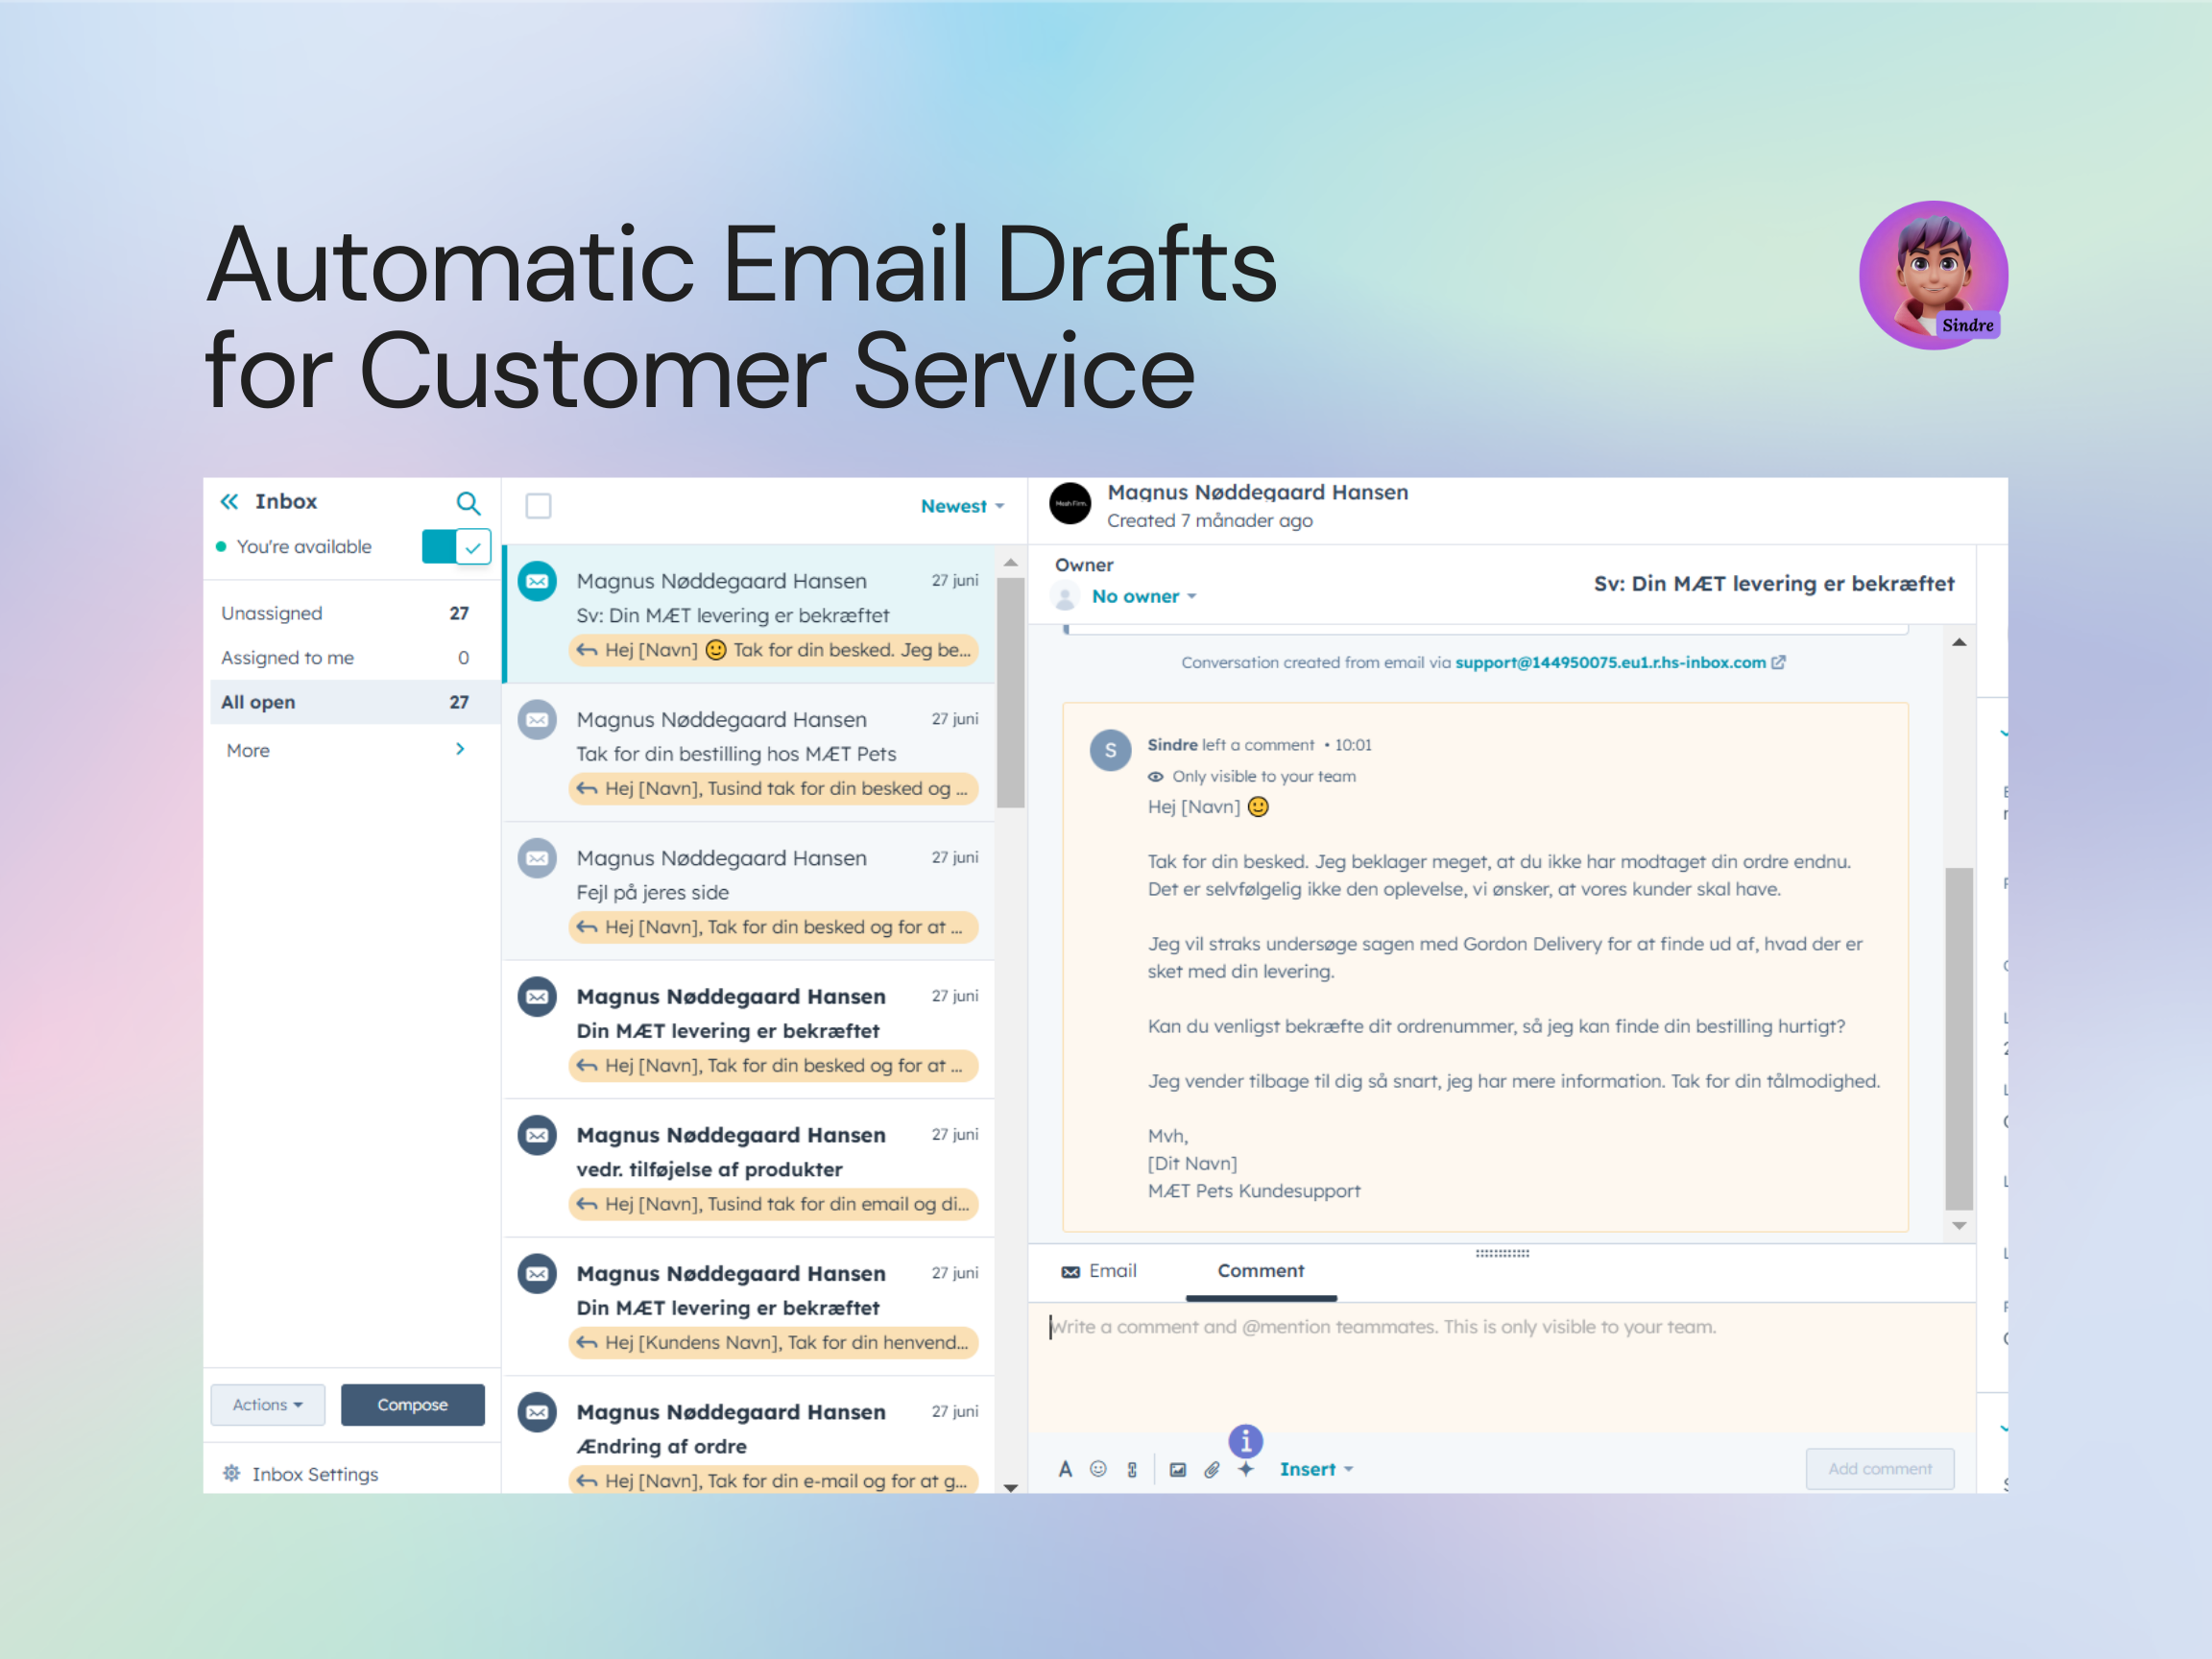 Automatic Email Drafts
for Customer Service
Sindre
Inbox
You're available
Unassigned 27
Assigned to me 0
All open 27
More
Actions
Compose
Inbox Settings
Newest
Magnus Nøddegaard Hansen 27 juni
Sv: Din MÆT levering er bekræftet
Hej [Navn] 🙂 Tak for din besked. Jeg be...
Magnus Nøddegaard Hansen 27 juni
Tak for din bestilling hos MÆT Pets
Hej [Navn], Tusind tak for din besked og ...
Magnus Nøddegaard Hansen 27 juni
Fejl på jeres side
Hej [Navn], Tak for din besked og for at ...
Magnus Nøddegaard Hansen 27 juni
Din MÆT levering er bekræftet
Hej [Navn], Tak for din besked og for at ...
Magnus Nøddegaard Hansen 27 juni
vedr. tilføjelse af produkter
Hej [Navn], Tusind tak for din email og di...
Magnus Nøddegaard Hansen 27 juni
Din MÆT levering er bekræftet
Hej [Kundens Navn], Tak for din henvend...
Magnus Nøddegaard Hansen 27 juni
Ændring af ordre
Hej [Navn], Tak for din e-mail og for at g...
Magnus Nøddegaard Hansen
Created 7 månader ago
Owner
No owner
Sv: Din MÆT levering er bekræftet
Conversation created from email via support@144950075.eu1.r.hs-inbox.com
S
Sindre left a comment • 10:01
Only visible to your team
Hej [Navn] 🙂
Tak for din besked. Jeg beklager meget, at du ikke har modtaget din ordre endnu.
Det er selvfølgelig ikke den oplevelse, vi ønsker, at vores kunder skal have.
Jeg vil straks undersøge sagen med Gordon Delivery for at finde ud af, hvad der er
sket med din levering.
Kan du venligst bekræfte dit ordrenummer, så jeg kan finde din bestilling hurtigt?
Jeg vender tilbage til dig så snart, jeg har mere information. Tak for din tålmodighed.
Mvh,
[Dit Navn]
MÆT Pets Kundesupport
Email
Comment
Write a comment and @mention teammates. This is only visible to your team.
A
Insert
Add comment